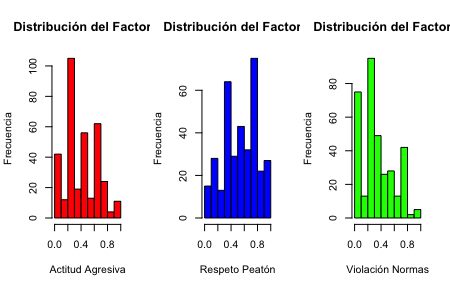 Distribución del Factor
Distribución del Factor
Distribución del Factor
Frecuencia
0
20
40
60
80
100
0.0
0.4
0.8
Actitud Agresiva
Frecuencia
0
20
40
60
0.0
0.4
0.8
Respeto Peatón
Frecuencia
0
20
40
60
80
0.0
0.4
0.8
Violación Normas